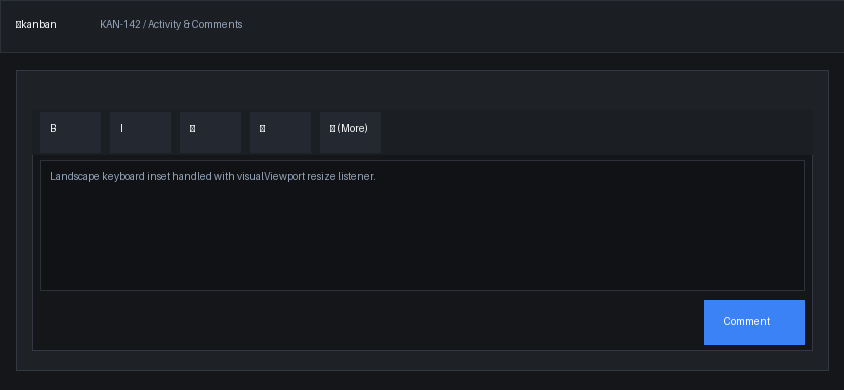 kanban
KAN-142 / Activity & Comments
B
I
(More)
Landscape keyboard inset handled with visualViewport resize listener.
Comment